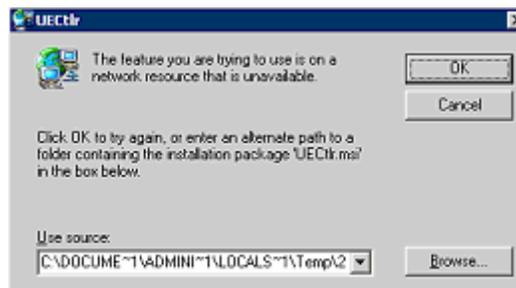 UECtlr
The feature you are trying to use is on a
network resource that is unavailable.
OK
Cancel
Click OK to try again, or enter an alternate path to a
folder containing the installation package 'UECtlr.msi'
in the box below.
Use source:
C:\DOCUME~1\ADMINI~1\LOCALS~1\Temp\2
Browse...